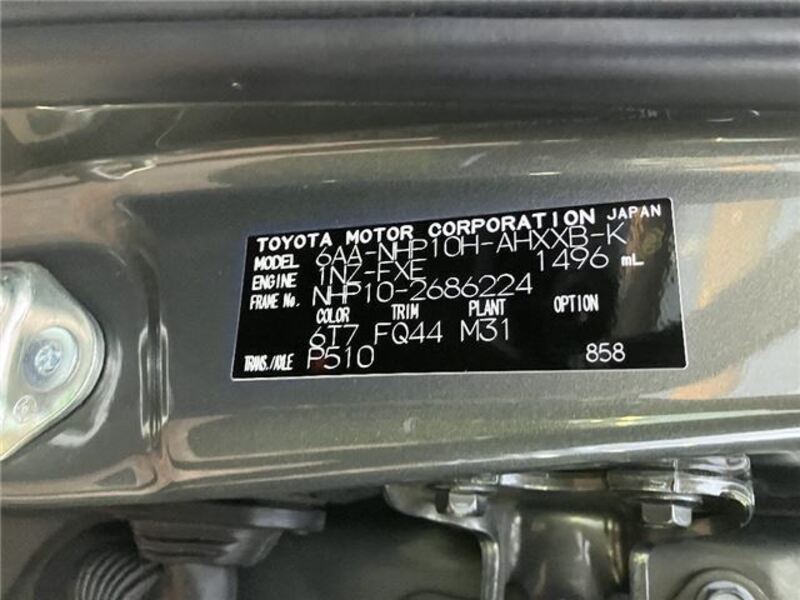 TOYOTA MOTOR CORPORATION JAPAN
MODEL 6AA-NHP10H-AHXXB-K
ENGINE 1NZ-FXE 1496 mL
FRAME No. NHP10-2686224
COLOR TRIM PLANT OPTION
6T7 FQ44 M31
TRANS./AXLE P510 858